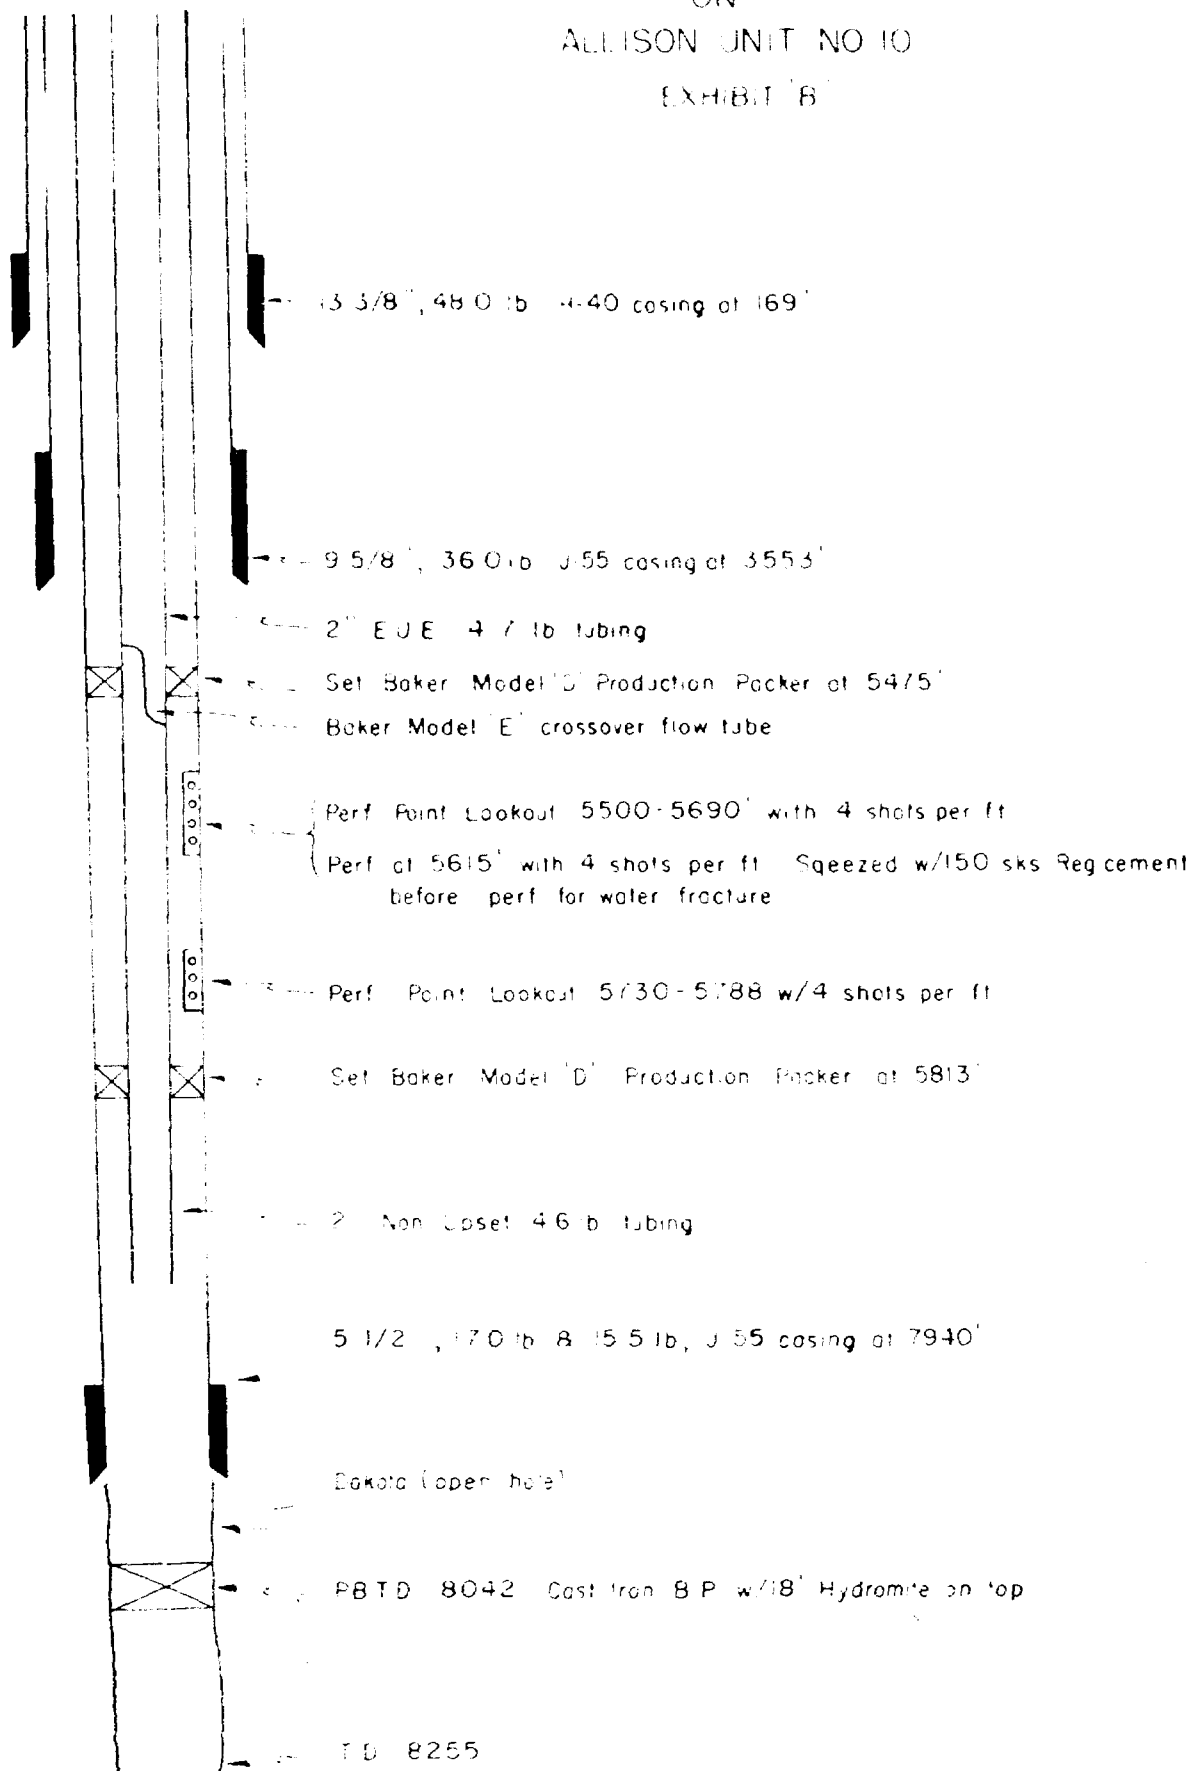 ON
ALLISON UNIT NO 10
EXHIBIT 'B'
13 3/8", 48.0 lb H-40 casing at 169'
9 5/8", 36.0 lb J-55 casing at 3553'
2" EUE 4.7 lb tubing
Set Baker Model 'D' Production Packer at 5475'
Baker Model 'E' crossover flow tube
Perf Point Lookout 5500-5690' with 4 shots per ft
Perf at 5615' with 4 shots per ft Sqeezed w/150 sks Reg cement
before perf for water fracture
Perf Point Lookout 5730-5788 w/4 shots per ft
Set Baker Model 'D' Production Packer at 5813'
2" Non Upset 4.6 lb tubing
5 1/2", 17.0 lb & 15.5 lb, J 55 casing at 7940'
Dakota (open hole)
PBTD 8042 Cast Iron B P w/18' Hydromite on top
TD 8255